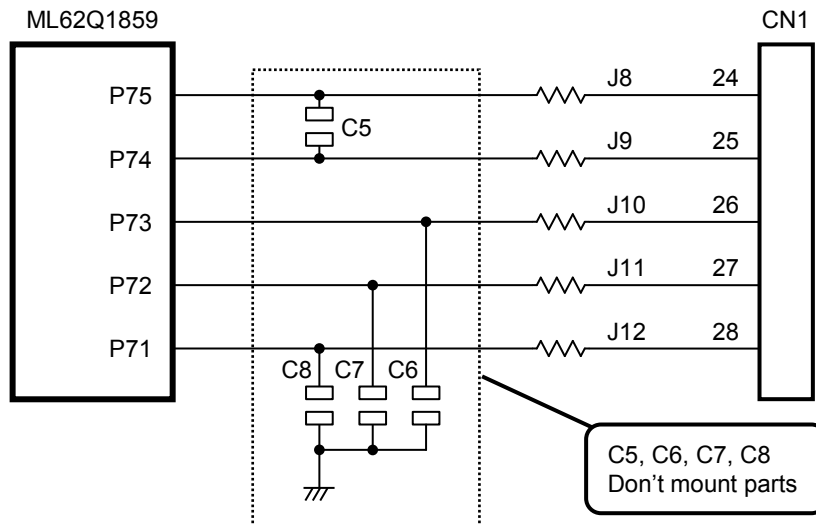 ML62Q1859 CN1
P75 J8 24
C5
P74 J9 25
P73 J10 26
P72 J11 27
P71 J12 28
C8 C7 C6
C5, C6, C7, C8
Don’t mount parts